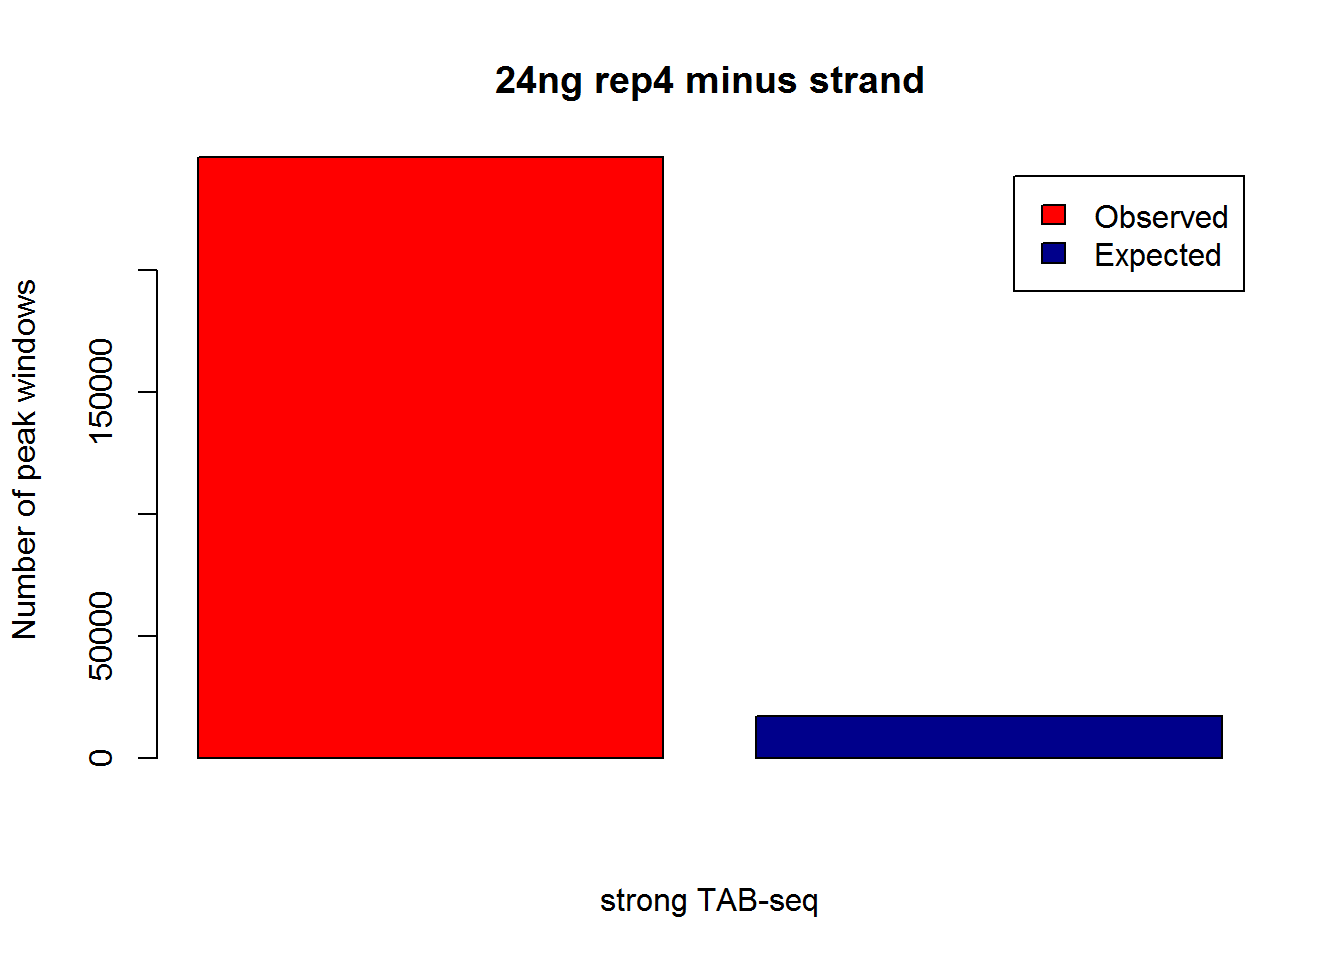 24ng rep4 minus strand
Observed
Expected
Number of peak windows
150000
50000
0
strong TAB-seq